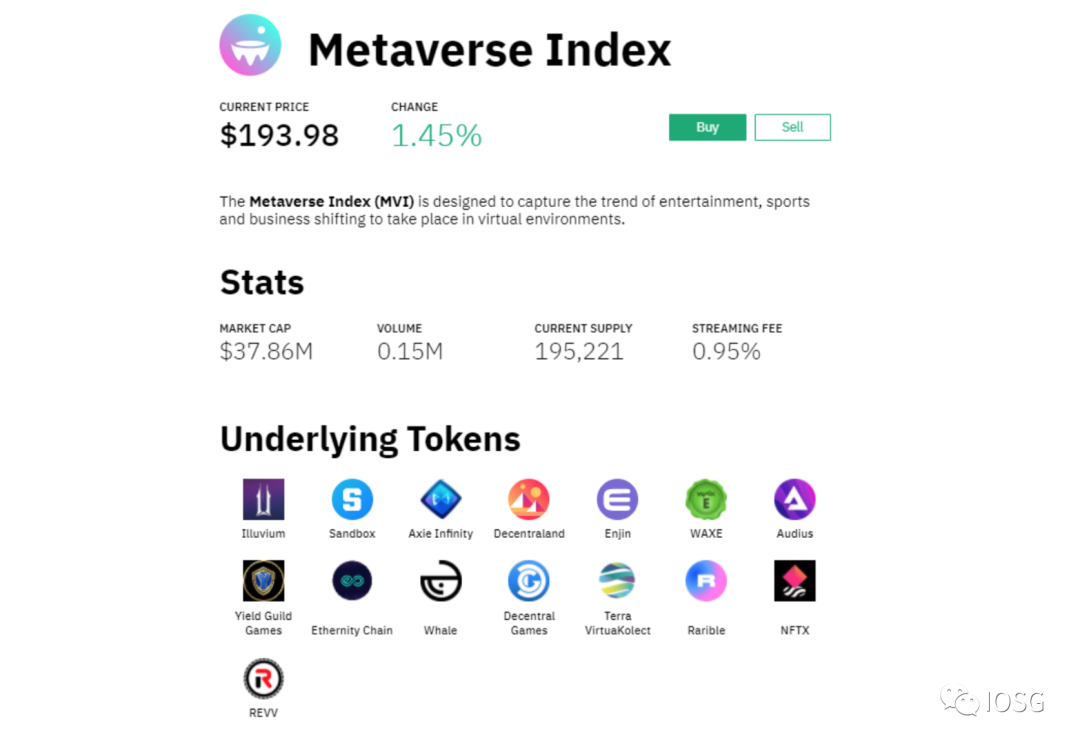 Metaverse Index
CURRENT PRICE CHANGE
$193.98 1.45%
Buy Sell
The Metaverse Index (MVI) is designed to capture the trend of entertainment, sports
and business shifting to take place in virtual environments.
Stats
MARKET CAP VOLUME CURRENT SUPPLY STREAMING FEE
$37.86M 0.15M 195,221 0.95%
Underlying Tokens
S E
Illuvium Sandbox Axie Infinity Decentraland Enjin WAXE Audius
R
Yield Guild Games Ethernity Chain Whale Decentral Games Terra VirtuaKolect Rarible NFTX
R
REVV
IOSG